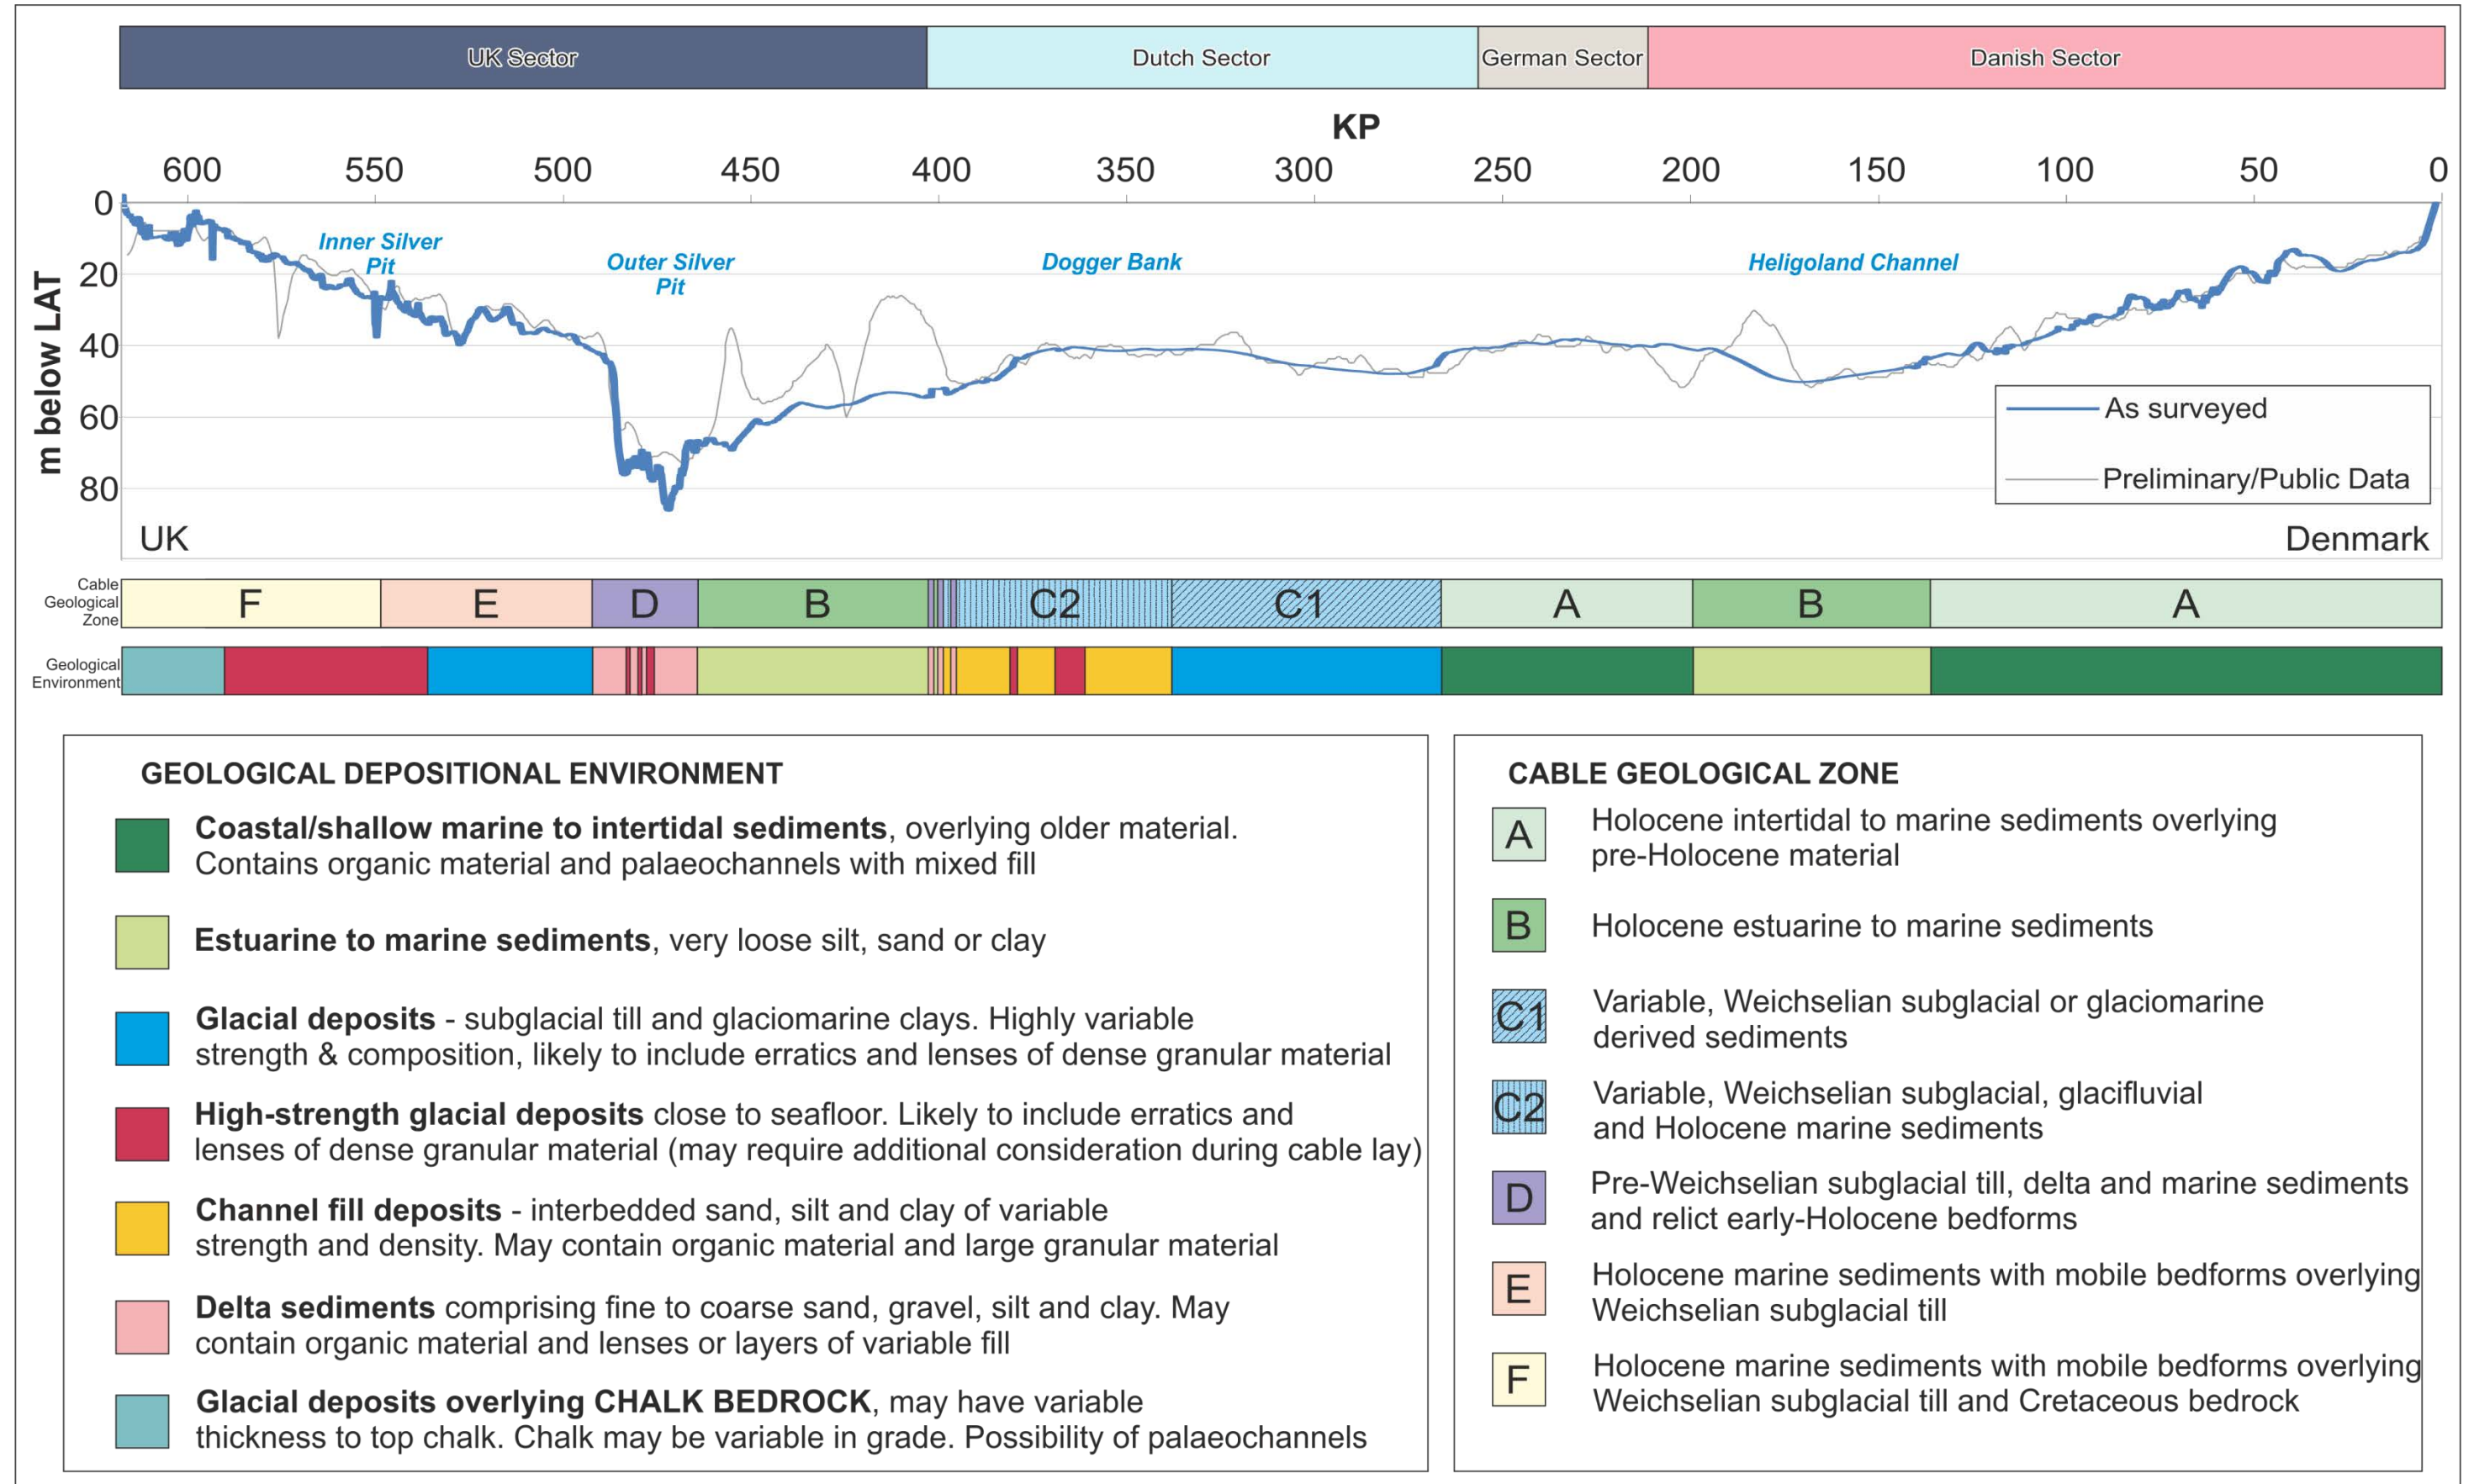 UK Sector
Dutch Sector
German Sector
Danish Sector
KP
600
550
500
450
400
350
300
250
200
150
100
50
0
0
20
40
60
80
m below LAT
Inner Silver
Pit
Outer Silver
Pit
Dogger Bank
Heligoland Channel
As surveyed
Preliminary/Public Data
UK
Denmark
Cable
Geological
Zone
F
E
D
B
C2
C1
A
B
A
Geological
Environment
GEOLOGICAL DEPOSITIONAL ENVIRONMENT
Coastal/shallow marine to intertidal sediments, overlying older material.
Contains organic material and palaeochannels with mixed fill
Estuarine to marine sediments, very loose silt, sand or clay
Glacial deposits - subglacial till and glaciomarine clays. Highly variable
strength & composition, likely to include erratics and lenses of dense granular material
High-strength glacial deposits close to seafloor. Likely to include erratics and
lenses of dense granular material (may require additional consideration during cable lay)
Channel fill deposits - interbedded sand, silt and clay of variable
strength and density. May contain organic material and large granular material
Delta sediments comprising fine to coarse sand, gravel, silt and clay. May
contain organic material and lenses or layers of variable fill
Glacial deposits overlying CHALK BEDROCK, may have variable
thickness to top chalk. Chalk may be variable in grade. Possibility of palaeochannels
CABLE GEOLOGICAL ZONE
A
Holocene intertidal to marine sediments overlying
pre-Holocene material
B
Holocene estuarine to marine sediments
C1
Variable, Weichselian subglacial or glaciomarine
derived sediments
C2
Variable, Weichselian subglacial, glacifluvial
and Holocene marine sediments
D
Pre-Weichselian subglacial till, delta and marine sediments
and relict early-Holocene bedforms
E
Holocene marine sediments with mobile bedforms overlying
Weichselian subglacial till
F
Holocene marine sediments with mobile bedforms overlying
Weichselian subglacial till and Cretaceous bedrock